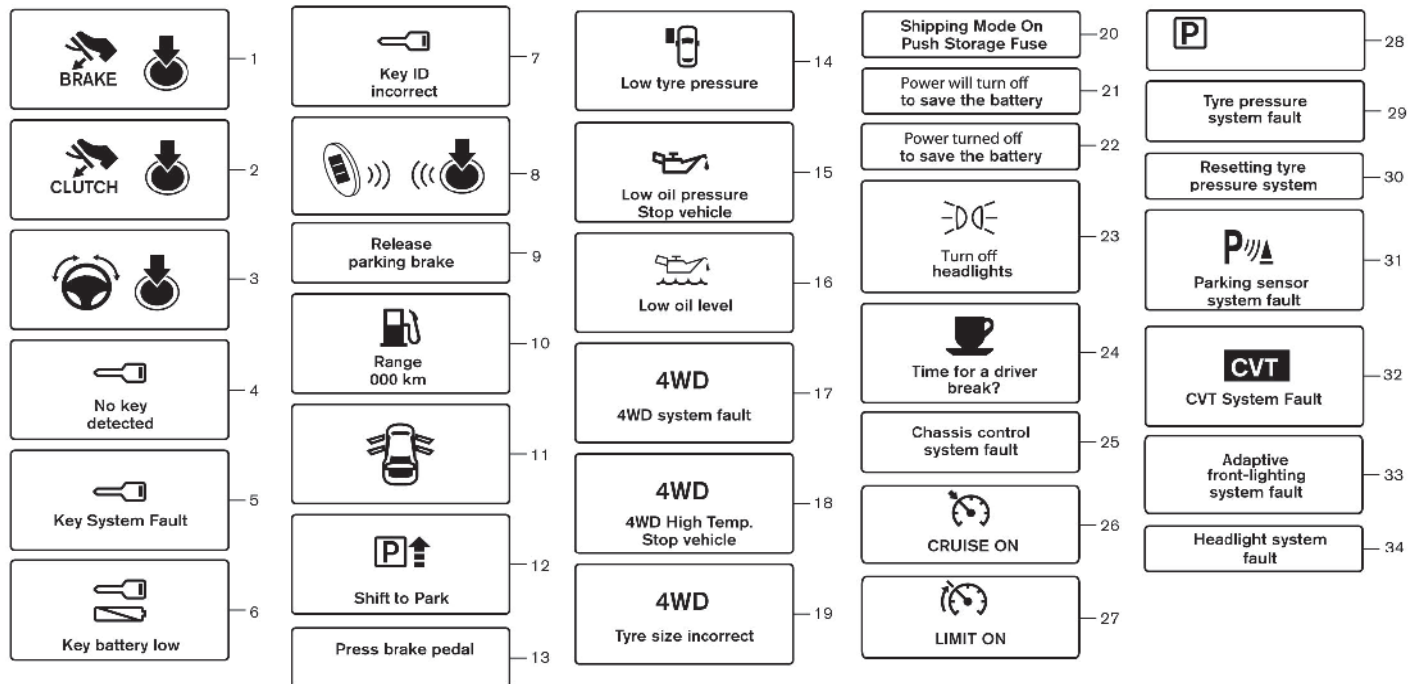 BRAKE
1
CLUTCH
2
3
No key
detected
4
Key System Fault
5
Key battery low
6
Key ID
incorrect
7
8
Release
parking brake
9
Range
000 km
10
11
P
Shift to Park
12
Press brake pedal
13
Low tyre pressure
14
Low oil pressure
Stop vehicle
15
Low oil level
16
4WD
4WD system fault
17
4WD
4WD High Temp.
Stop vehicle
18
4WD
Tyre size incorrect
19
Shipping Mode On
Push Storage Fuse
20
Power will turn off
to save the battery
21
Power turned off
to save the battery
22
Turn off
headlights
23
Time for a driver
break?
24
Chassis control
system fault
25
CRUISE ON
26
LIMIT ON
27
P
28
Tyre pressure
system fault
29
Resetting tyre
pressure system
30
P
Parking sensor
system fault
31
CVT
CVT System Fault
32
Adaptive
front-lighting
system fault
33
Headlight system
fault
34